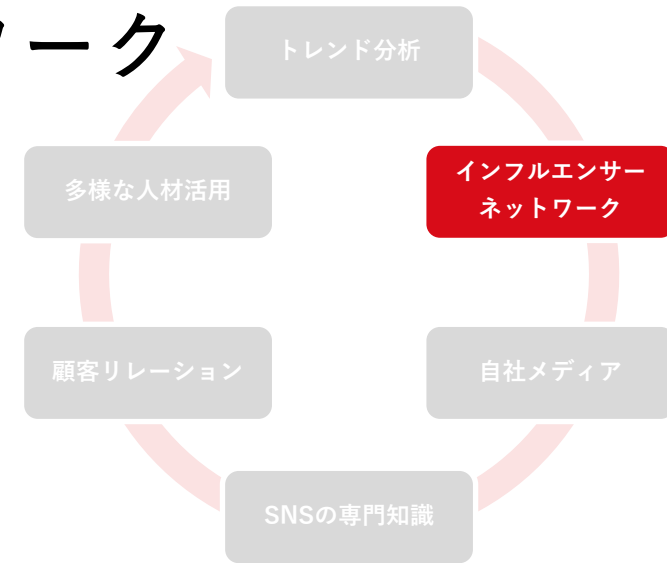 ワーク
トレンド分析
インフルエンサー
ネットワーク
自社メディア
SNSの専門知識
顧客リレーション
多様な人材活用